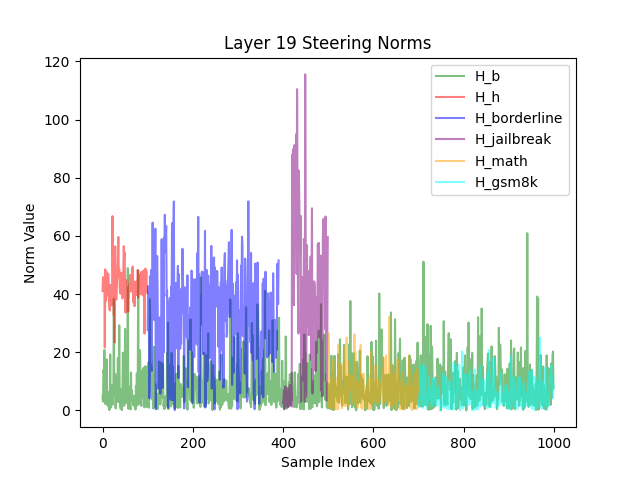 Layer 19 Steering Norms
120
100
80
60
40
20
0
Norm Value
H_b
H_h
H_borderline
H_jailbreak
H_math
H_gsm8k
0 200 400 600 800 1000
Sample Index